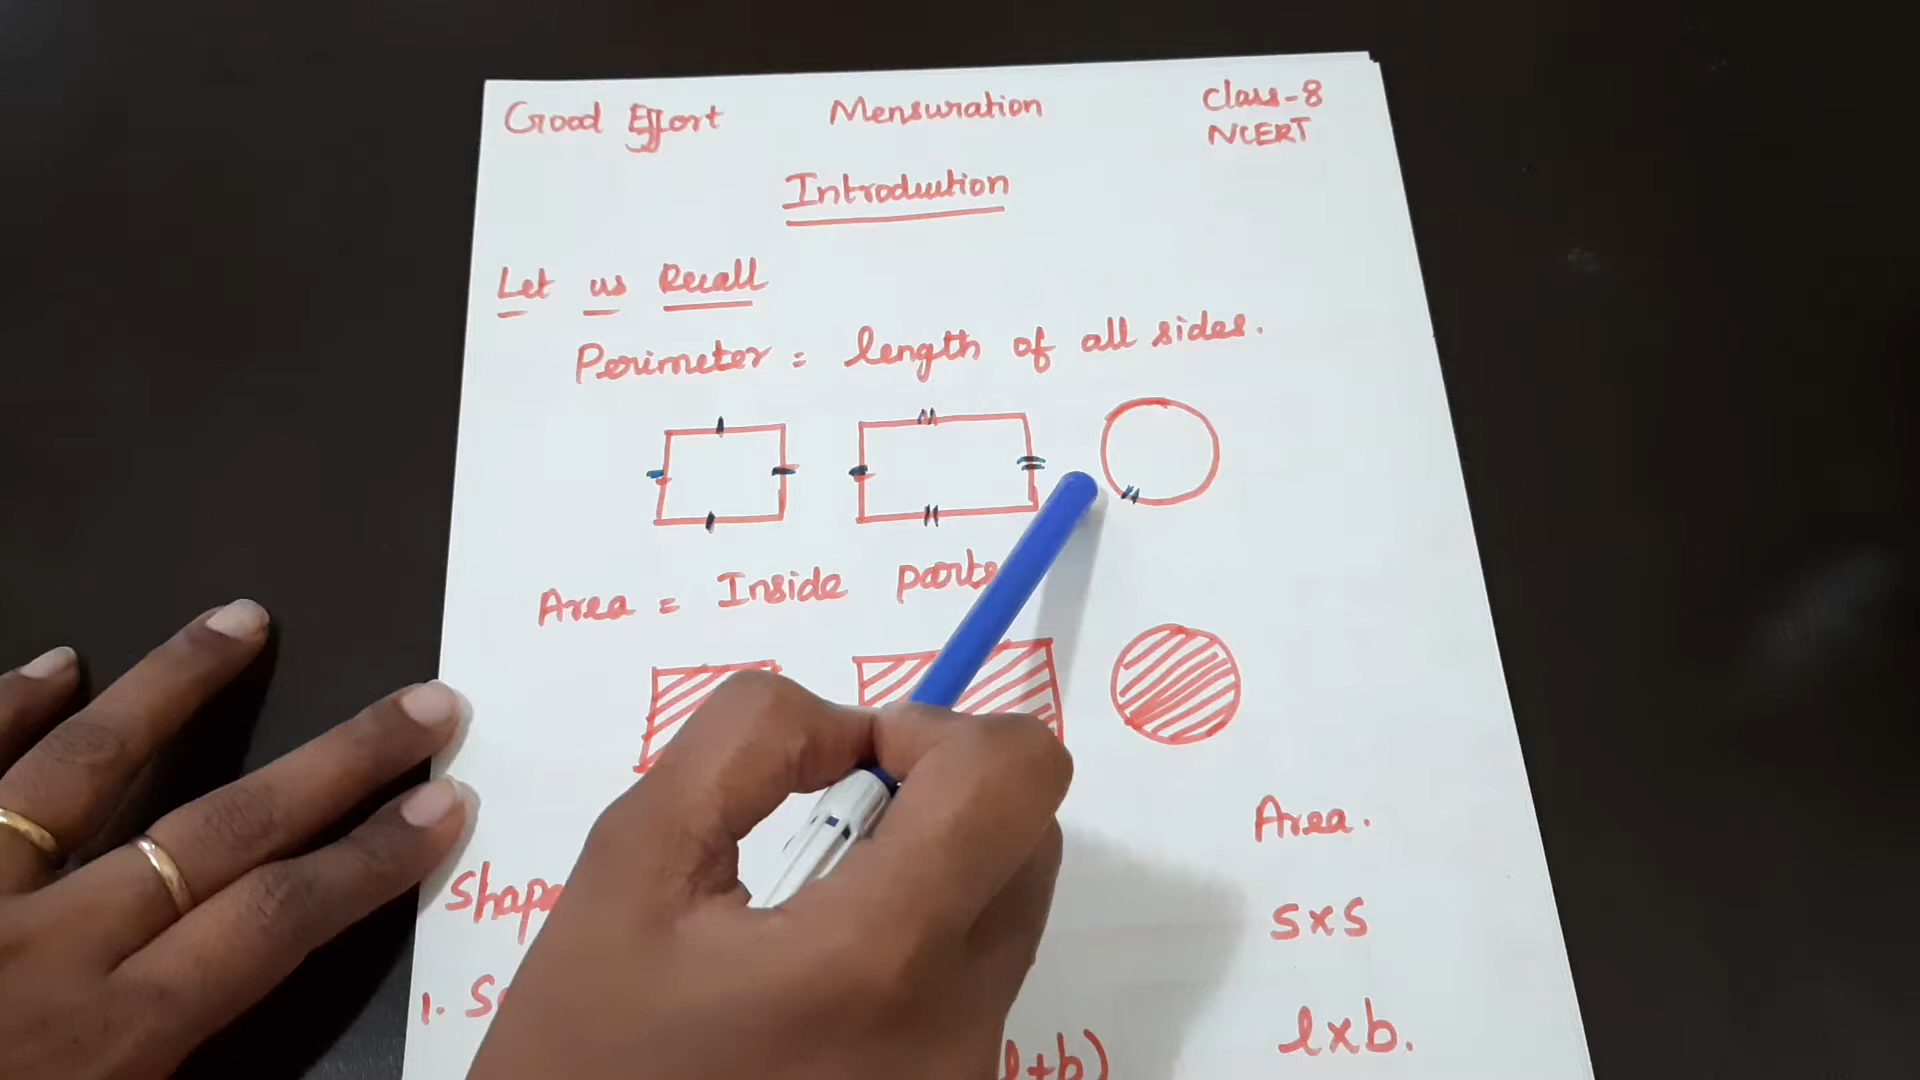 Good Effort Mensuration Class-8
NCERT
Introduction
Let us Recall
Perimeter = length of all sides.
Area = Inside parts
Area.
s×s
1.
l×b.
l+b)